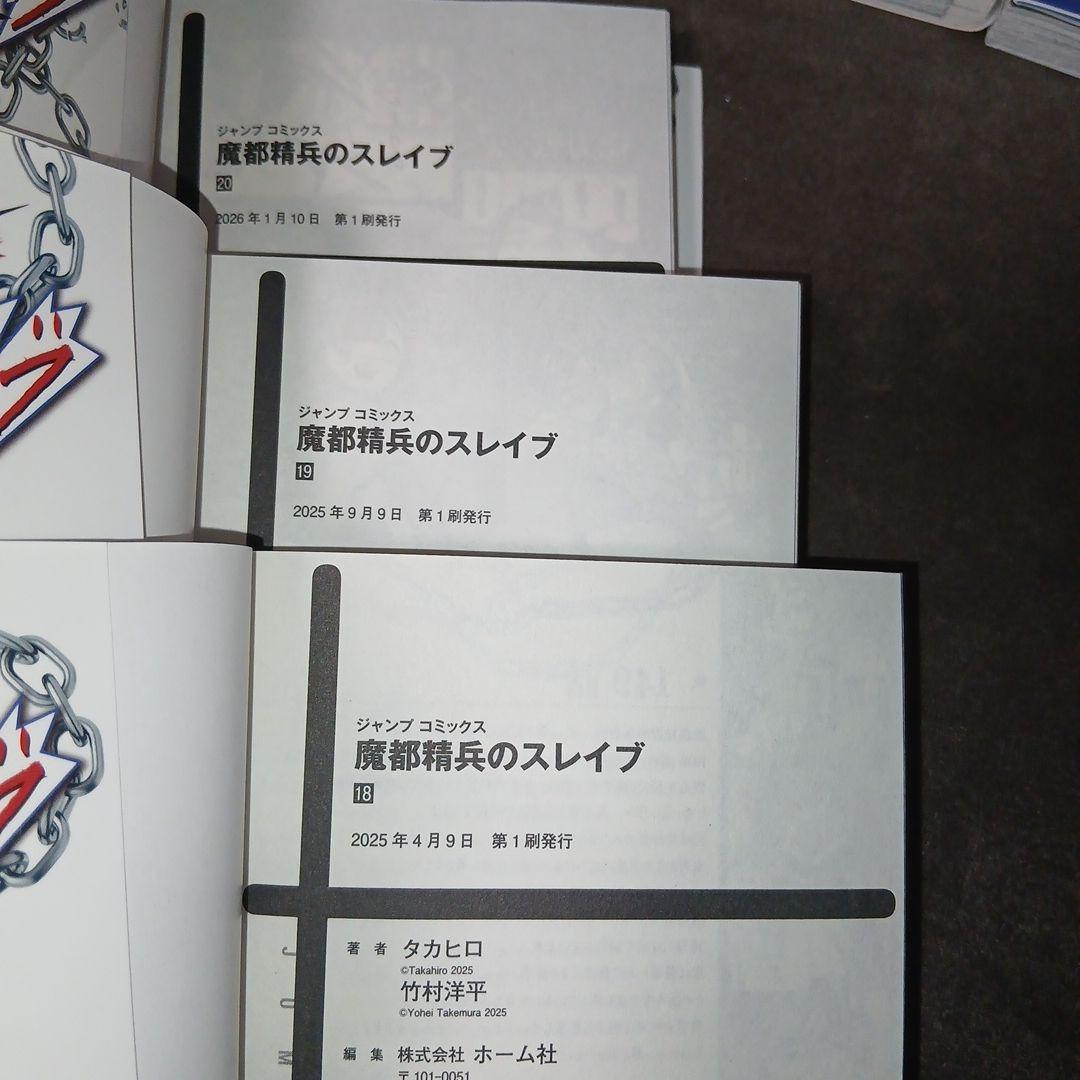 ジャンプ コミックス
魔都精兵のスレイブ
20
2026年1月10日 第1刷発行
ジャンプ コミックス
魔都精兵のスレイブ
19
2025年9月9日 第1刷発行
ジャンプ コミックス
魔都精兵のスレイブ
18
2025年4月9日 第1刷発行
著者 タカヒロ
©Takahiro 2025
竹村洋平
©Yohei Takemura 2025
編集 株式会社 ホーム社
〒101-0051
J U M
ブ
ブ